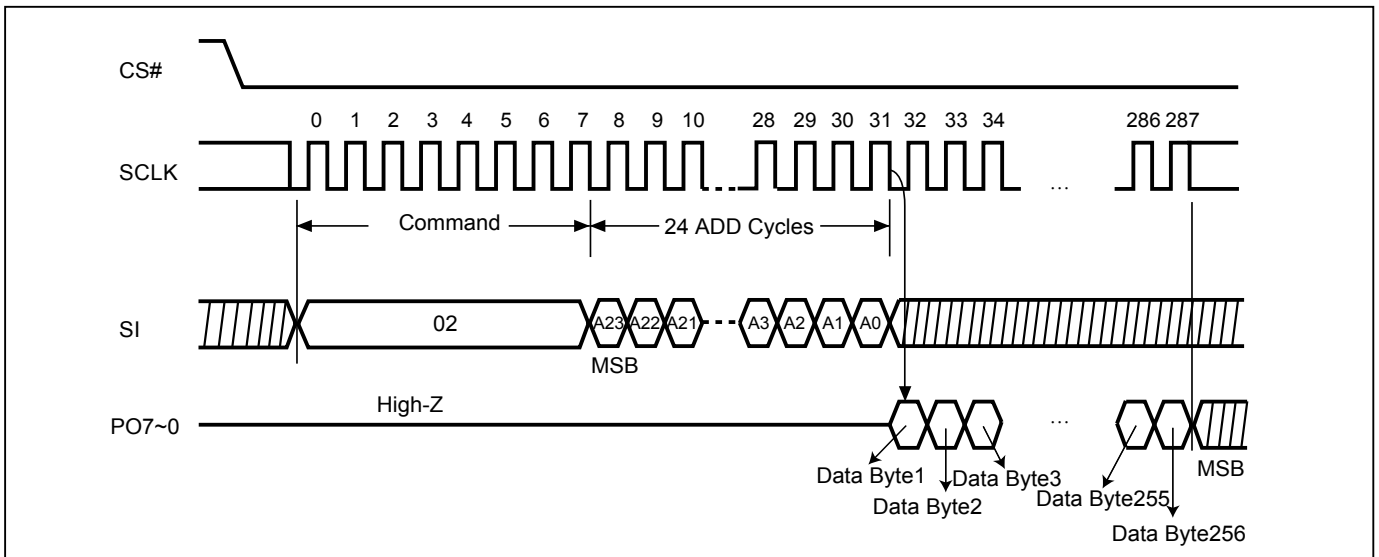 CS#
0 1 2 3 4 5 6 7 8 9 10 28 29 30 31 32 33 34 286 287
SCLK
...
Command
24 ADD Cycles
SI
02
A23 A22 A21 A3 A2 A1 A0
MSB
High-Z
PO7~0
...
Data Byte1
Data Byte2
Data Byte3
Data Byte255
Data Byte256
MSB